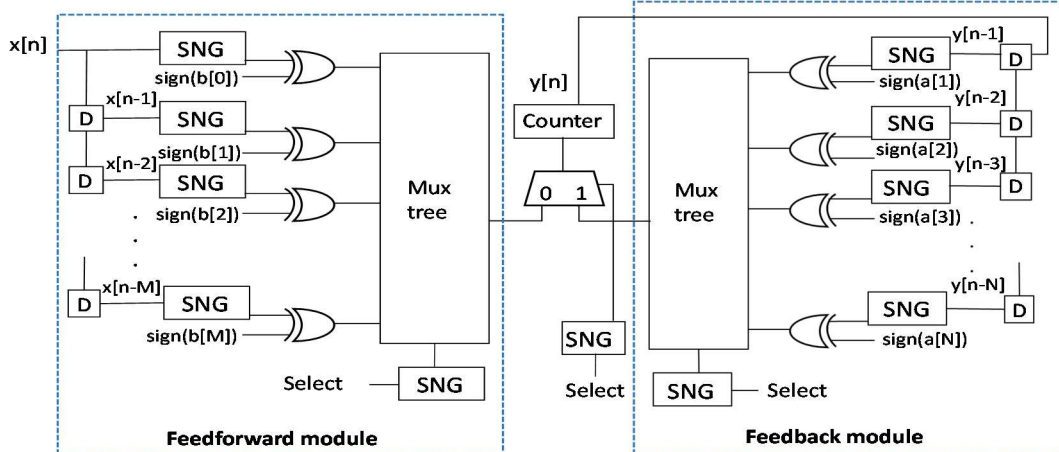 x[n]
SNG
sign(b[0])
D
x[n-1]
SNG
sign(b[1])
D
x[n-2]
SNG
sign(b[2])
D
x[n-M]
SNG
sign(b[M])
Mux
tree
Select
SNG
Feedforward module
y[n]
Counter
0 1
SNG
Select
Mux
tree
SNG
y[n-1]
D
sign(a[1])
SNG
y[n-2]
D
sign(a[2])
SNG
y[n-3]
D
sign(a[3])
SNG
y[n-N]
D
sign(a[N])
SNG
Select
Feedback module